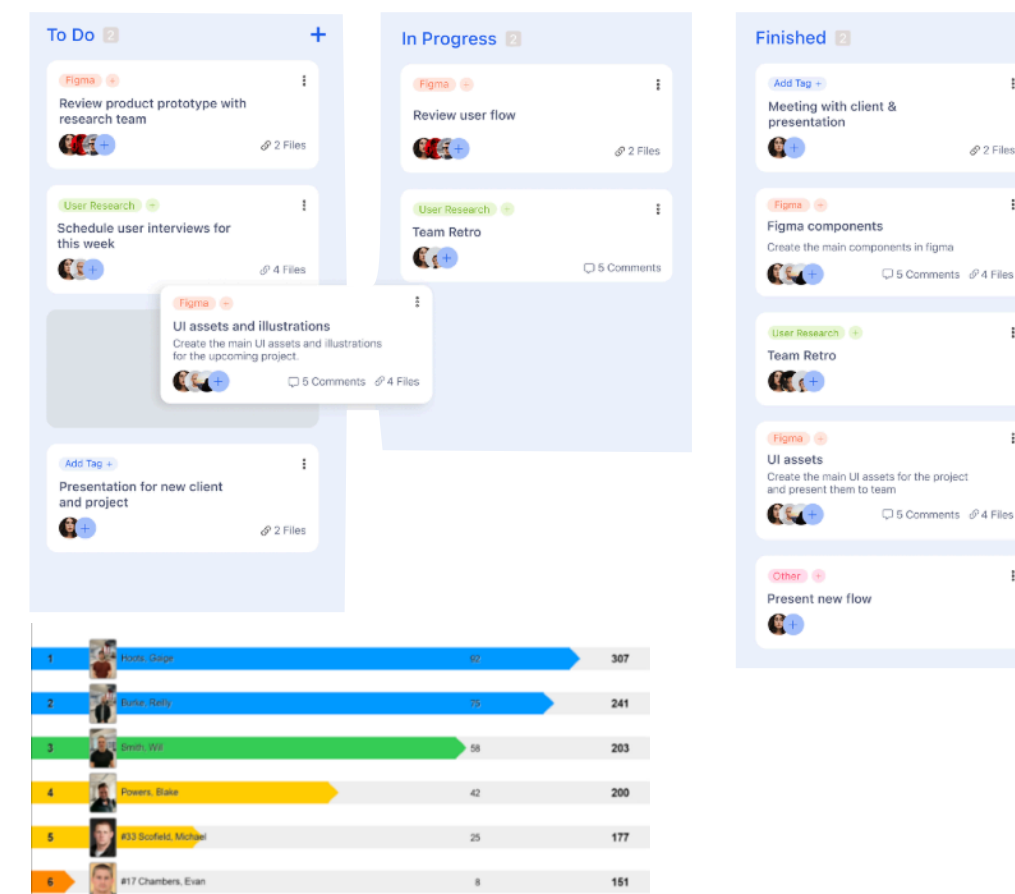 To Do 2 +
Figma +
Review product prototype with
research team
+
2 Files
User Research +
Schedule user interviews for
this week
+
4 Files
Figma +
UI assets and illustrations
Create the main UI assets and illustrations
for the upcoming project.
+
5 Comments 4 Files
Add Tag +
Presentation for new client
and project
+
2 Files
In Progress 2
Figma +
Review user flow
+
2 Files
User Research +
Team Retro
+
5 Comments
Finished 2
Add Tag +
Meeting with client &
presentation
+
2 Files
Figma +
Figma components
Create the main components in figma
+
5 Comments 4 Files
User Research +
Team Retro
+
Figma +
UI assets
Create the main UI assets for the project
and present them to team
+
5 Comments 4 Files
Other +
Present new flow
+
1 92 307
2 Reilly 75 241
3 Smith, Will 58 203
4 Powers, Blake 42 200
5 #33 Scofield, Michael 25 177
6 #17 Chambers, Evan 8 151